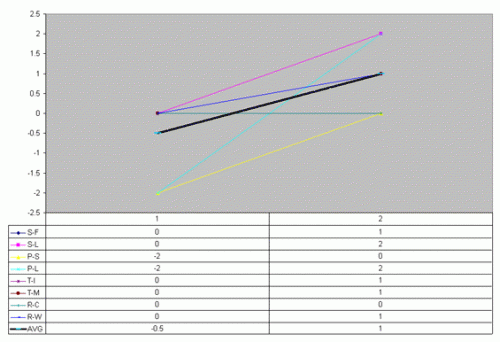 2.5
2
1.5
1
0.5
0
-0.5
-1
-1.5
-2
-2.5
1 2
S-F 0 1
S-L 0 2
P-S -2 0
P-L -2 2
T-I 0 1
T-M 0 1
R-C 0 0
R-W 0 1
AVG -0.5 1